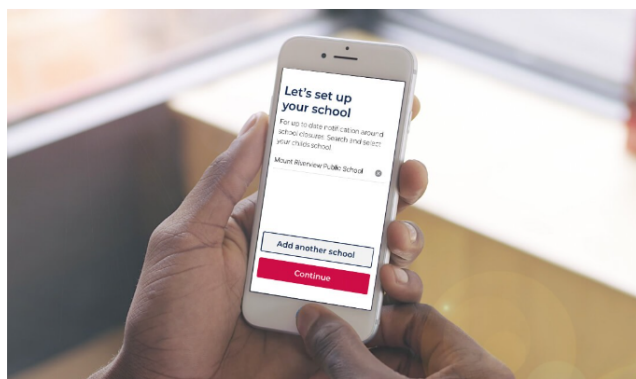 Let's set up
your school
For up to date notification around
school closures. Search and select
your childs school
Mount Riverview Public School
Add another school
Continue